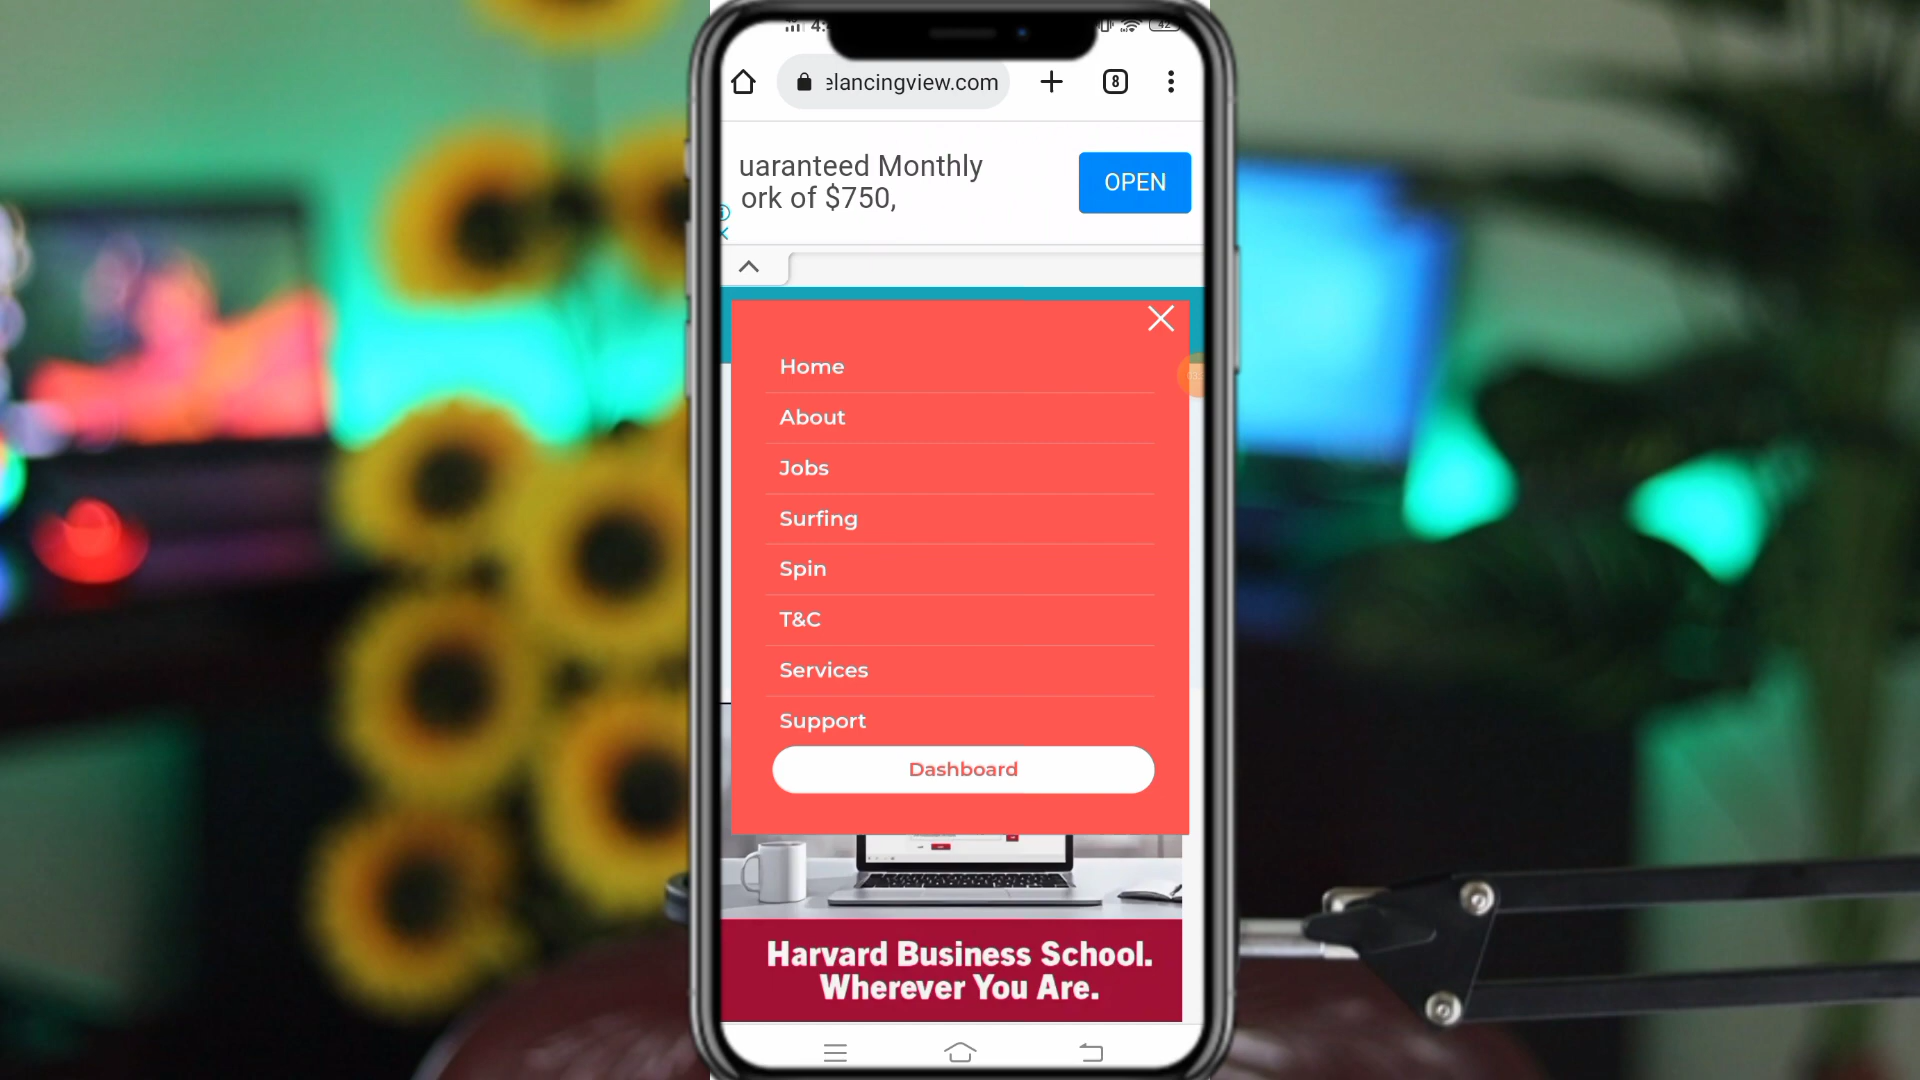 elancingview.com
8
uaranteed Monthly
ork of $750,
OPEN
Home
About
Jobs
Surfing
Spin
T&C
Services
Support
Dashboard
Harvard Business School.
Wherever You Are.